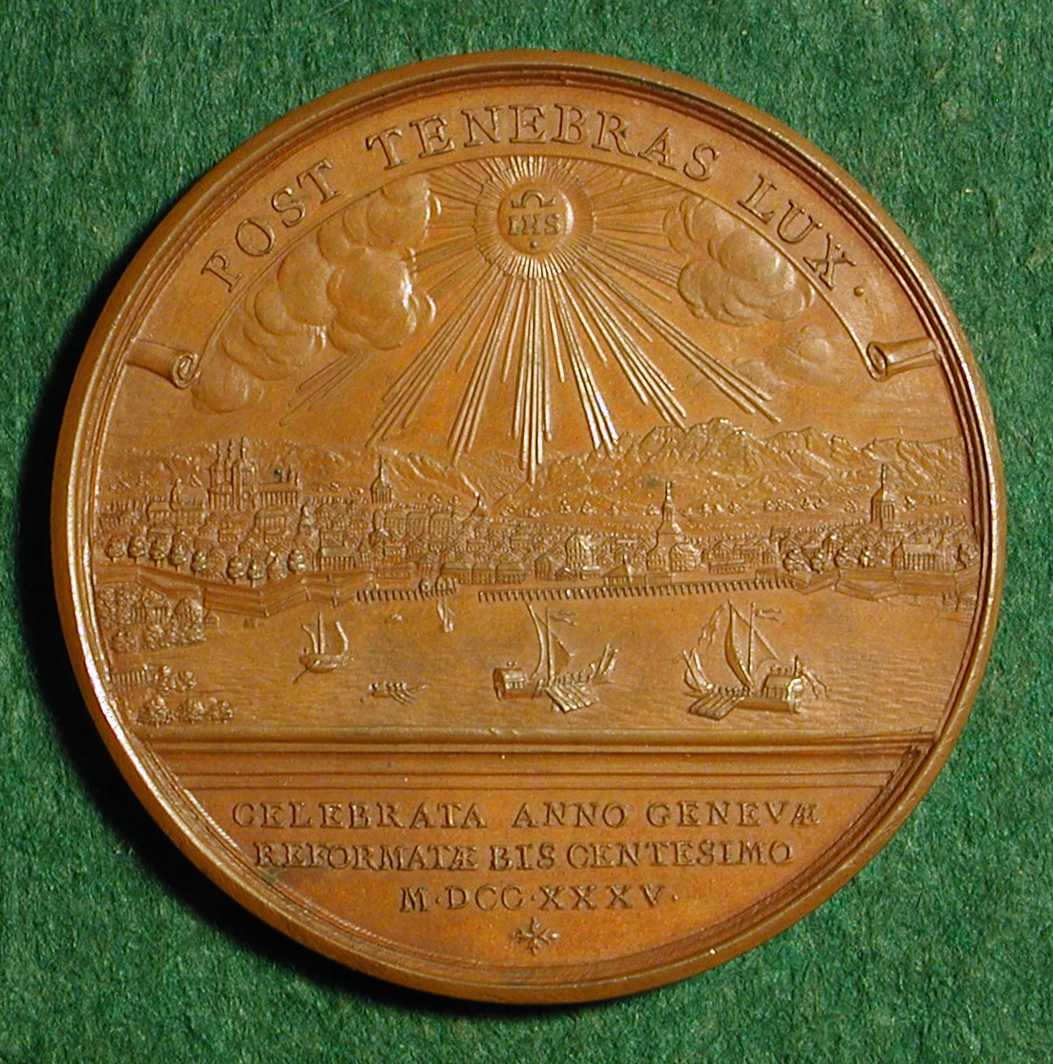 POST TENEBRAS LUX.
IHS
CELEBRATA ANNO GENEVÆ
REFORMATÆ BIS CENTESIMO
M·DCC·XXXV·